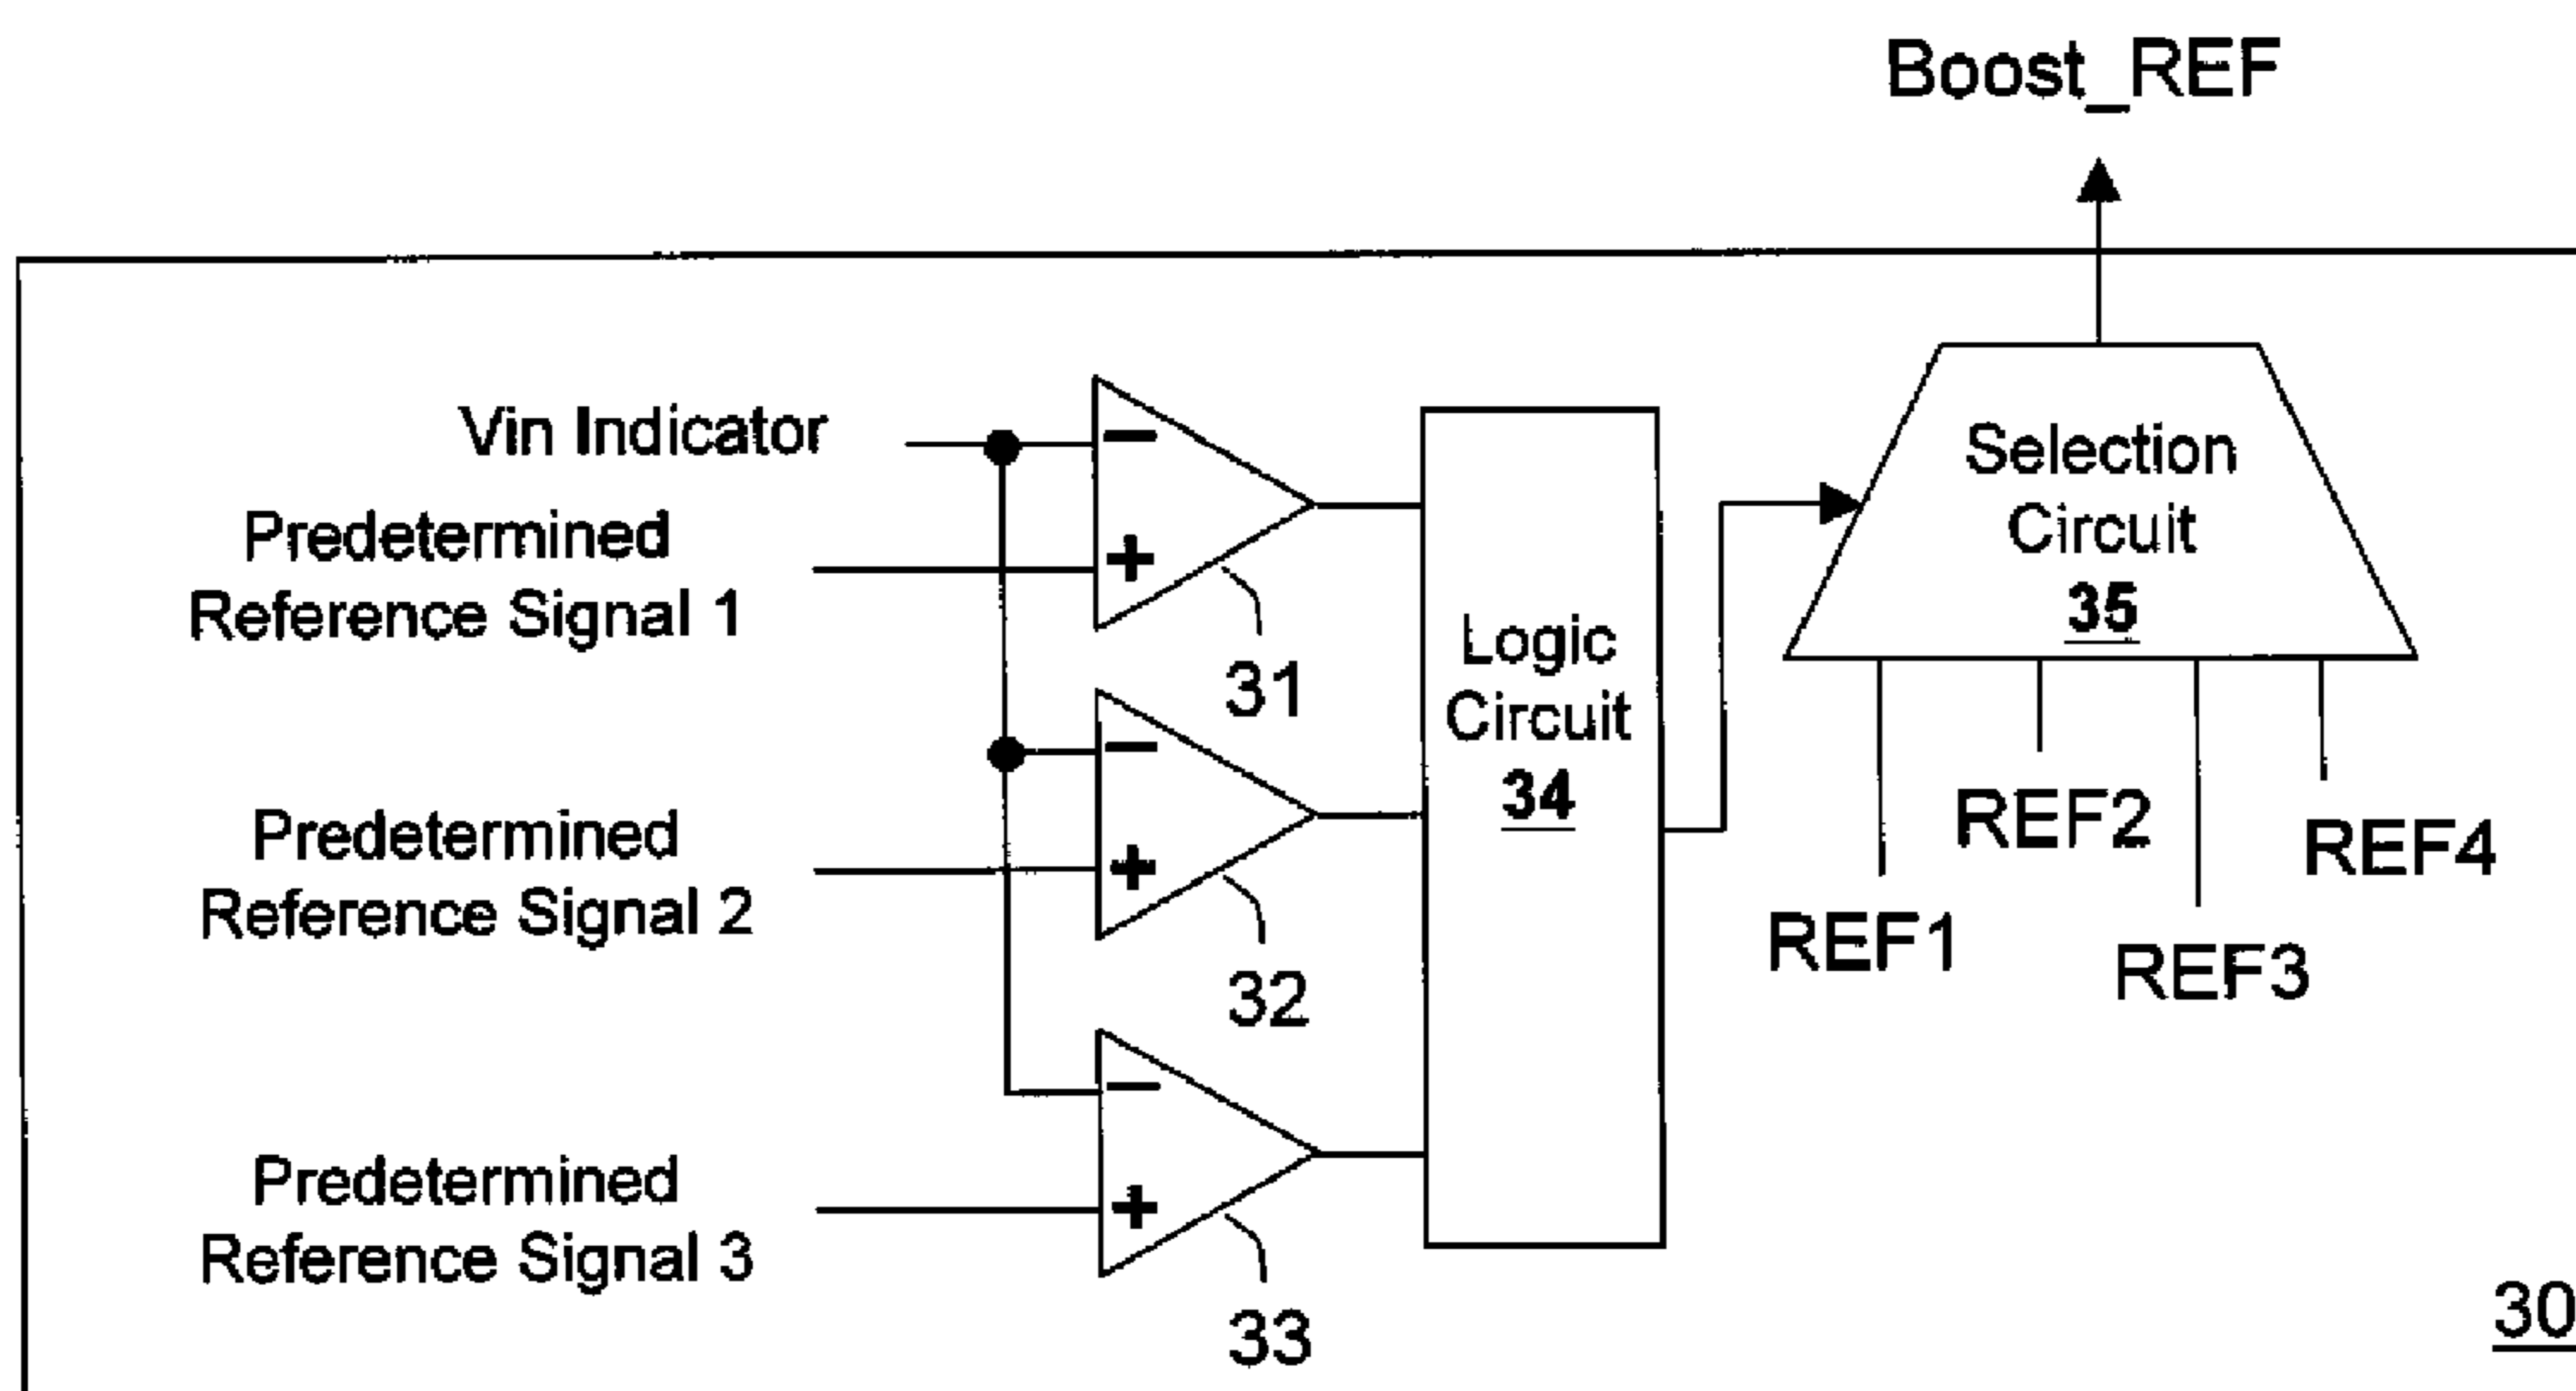 Boost_REF
Vin Indicator
Predetermined
Reference Signal 1
−
+
31
Predetermined
Reference Signal 2
−
+
32
Predetermined
Reference Signal 3
−
+
33
Logic
Circuit
34
Selection
Circuit
35
REF1
REF2
REF3
REF4
30